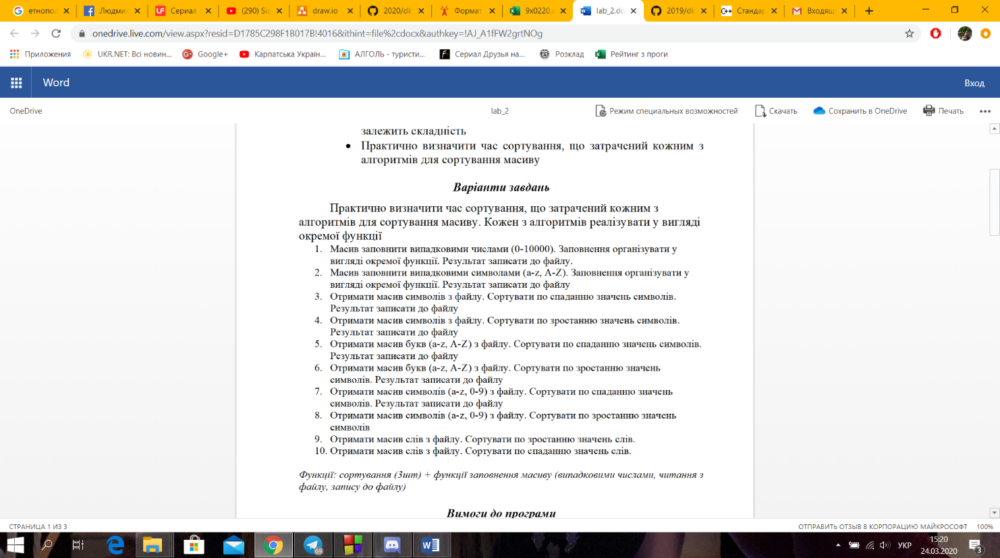 етнопол
Людмил
Сериал
(290) Sia
draw.io
2020/dk
Формат
9x0220.
lab_2.do
2019/dk
Стандар
Входящ
onedrive.live.com/view.aspx?resid=D1785C298F1B017B!4016&ithint=file%2cdocx&authkey=!AJ_A1fFW2grtNOg
Приложения
UKR.NET: Всі новин...
Google+
Карпатська Україн...
АЛГОЛЬ - туристи...
Сериал Друзья на...
Розклад
Рейтинг з проги
Word
Вход
OneDrive
lab_2
Режим специальных возможностей
Скачать
Сохранить в OneDrive
Печать
залежить складність
• Практично визначити час сортування, що затрачений кожним з
алгоритмів для сортування масиву
Варіанти завдань
Практично визначити час сортування, що затрачений кожним з
алгоритмів для сортування масиву. Кожен з алгоритмів реалізувати у вигляді
окремої функції
1. Масив заповнити випадковими числами (0-10000). Заповнення організувати у
вигляді окремої функції. Результат записати до файлу.
2. Масив заповнити випадковими символами (a-z, A-Z). Заповнення організувати у
вигляді окремої функції. Результат записати до файлу
3. Отримати масив символів з файлу. Сортувати по спаданню значень символів.
Результат записати до файлу
4. Отримати масив символів з файлу. Сортувати по зростанню значень символів.
Результат записати до файлу
5. Отримати масив букв (a-z, A-Z) з файлу. Сортувати по спаданню значень символів.
Результат записати до файлу
6. Отримати масив букв (a-z, A-Z) з файлу. Сортувати по зростанню значень
символів. Результат записати до файлу
7. Отримати масив символів (a-z, 0-9) з файлу. Сортувати по спаданню значень
символів. Результат записати до файлу
8. Отримати масив символів (a-z, 0-9) з файлу. Сортувати по зростанню значень
символів
9. Отримати масив слів з файлу. Сортувати по зростанню значень слів.
10. Отримати масив слів з файлу. Сортувати по спаданню значень слів.
Функції: сортування (3шт) + функції заповнення масиву (випадковими числами, читання з
файлу, запису до файлу)
Вимоги до програми
СТРАНИЦА 1 ИЗ 3
ОТПРАВИТЬ ОТЗЫВ В КОРПОРАЦИЮ МАЙКРОСОФТ
100%
69
УКР
15:20
24.03.2020
3